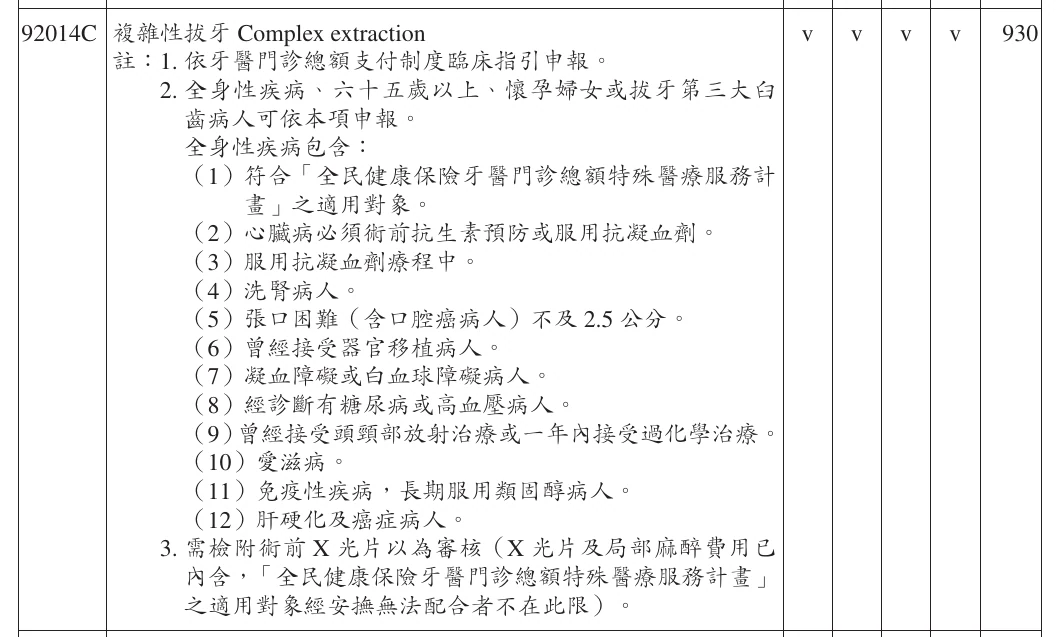 92014C 複雜性拔牙 Complex extraction v v v v 930
註：1. 依牙醫門診總額支付制度臨床指引申報。
2. 全身性疾病、六十五歲以上、懷孕婦女或拔牙第三大臼
齒病人可依本項申報。
全身性疾病包含：
（1）符合「全民健康保險牙醫門診總額特殊醫療服務計
畫」之適用對象。
（2）心臟病必須術前抗生素預防或服用抗凝血劑。
（3）服用抗凝血劑療程中。
（4）洗腎病人。
（5）張口困難（含口腔癌病人）不及 2.5 公分。
（6）曾經接受器官移植病人。
（7）凝血障礙或白血球障礙病人。
（8）經診斷有糖尿病或高血壓病人。
（9）曾經接受頭頸部放射治療或一年內接受過化學治療。
（10）愛滋病。
（11）免疫性疾病，長期服用類固醇病人。
（12）肝硬化及癌症病人。
3. 需檢附術前 X 光片以為審核（X 光片及局部麻醉費用已
內含，「全民健康保險牙醫門診總額特殊醫療服務計畫」
之適用對象經安撫無法配合者不在此限）。